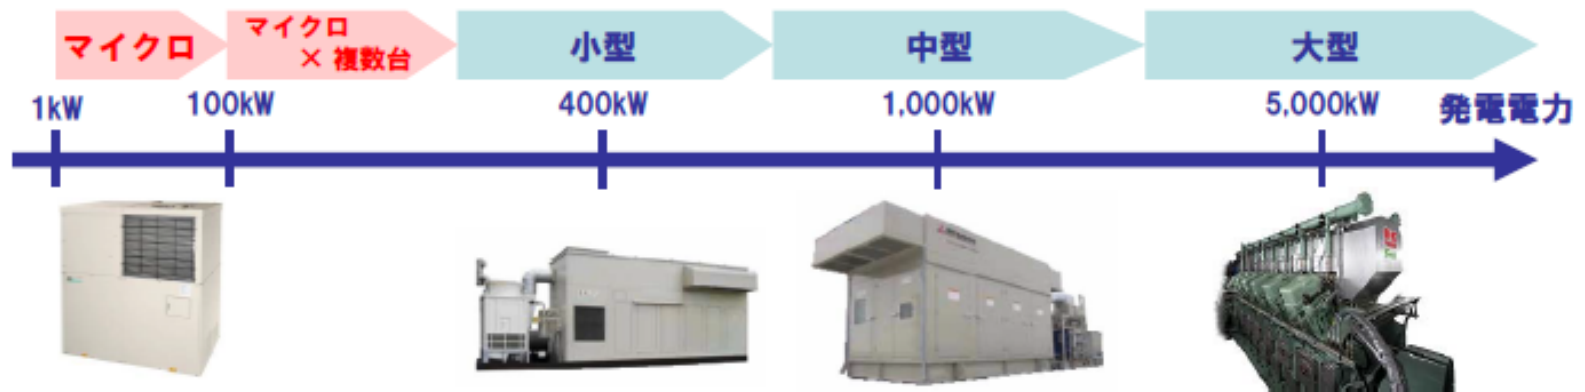 マイクロ
マイクロ
× 複数台
小型
中型
大型
1kW
100kW
400kW
1,000kW
5,000kW
発電電力